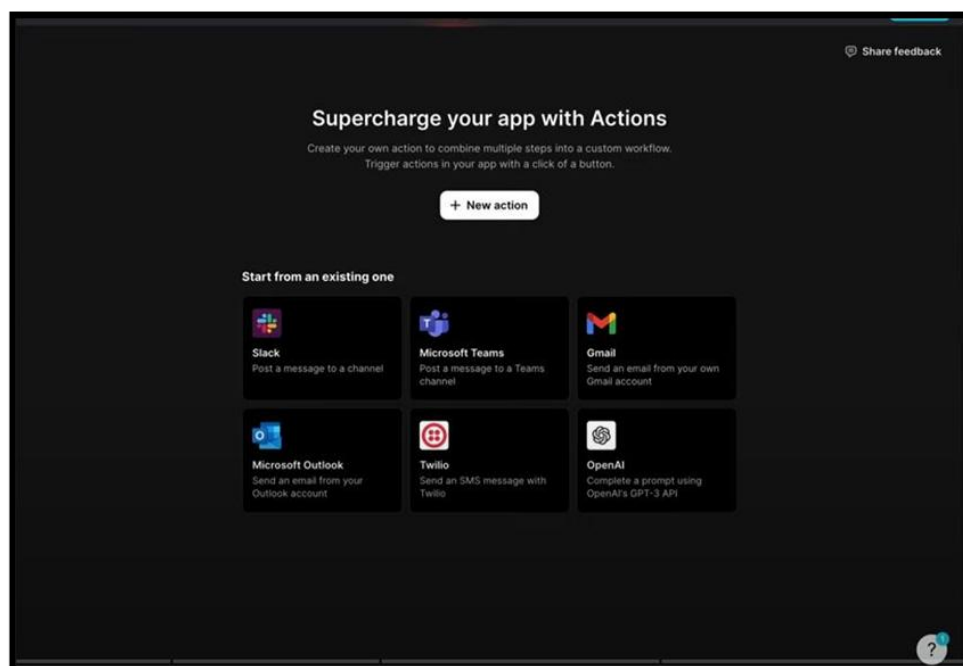 Share feedback
Supercharge your app with Actions
Create your own action to combine multiple steps into a custom workflow.
Trigger actions in your app with a click of a button.
+ New action
Start from an existing one
Slack
Post a message to a channel
T
Microsoft Teams
Post a message to a Teams
channel
Gmail
Send an email from your own
Gmail account
O
Microsoft Outlook
Send an email from your
Outlook account
Twilio
Send an SMS message with
Twilio
OpenAI
Complete a prompt using
OpenAI's GPT-3 API
?
1